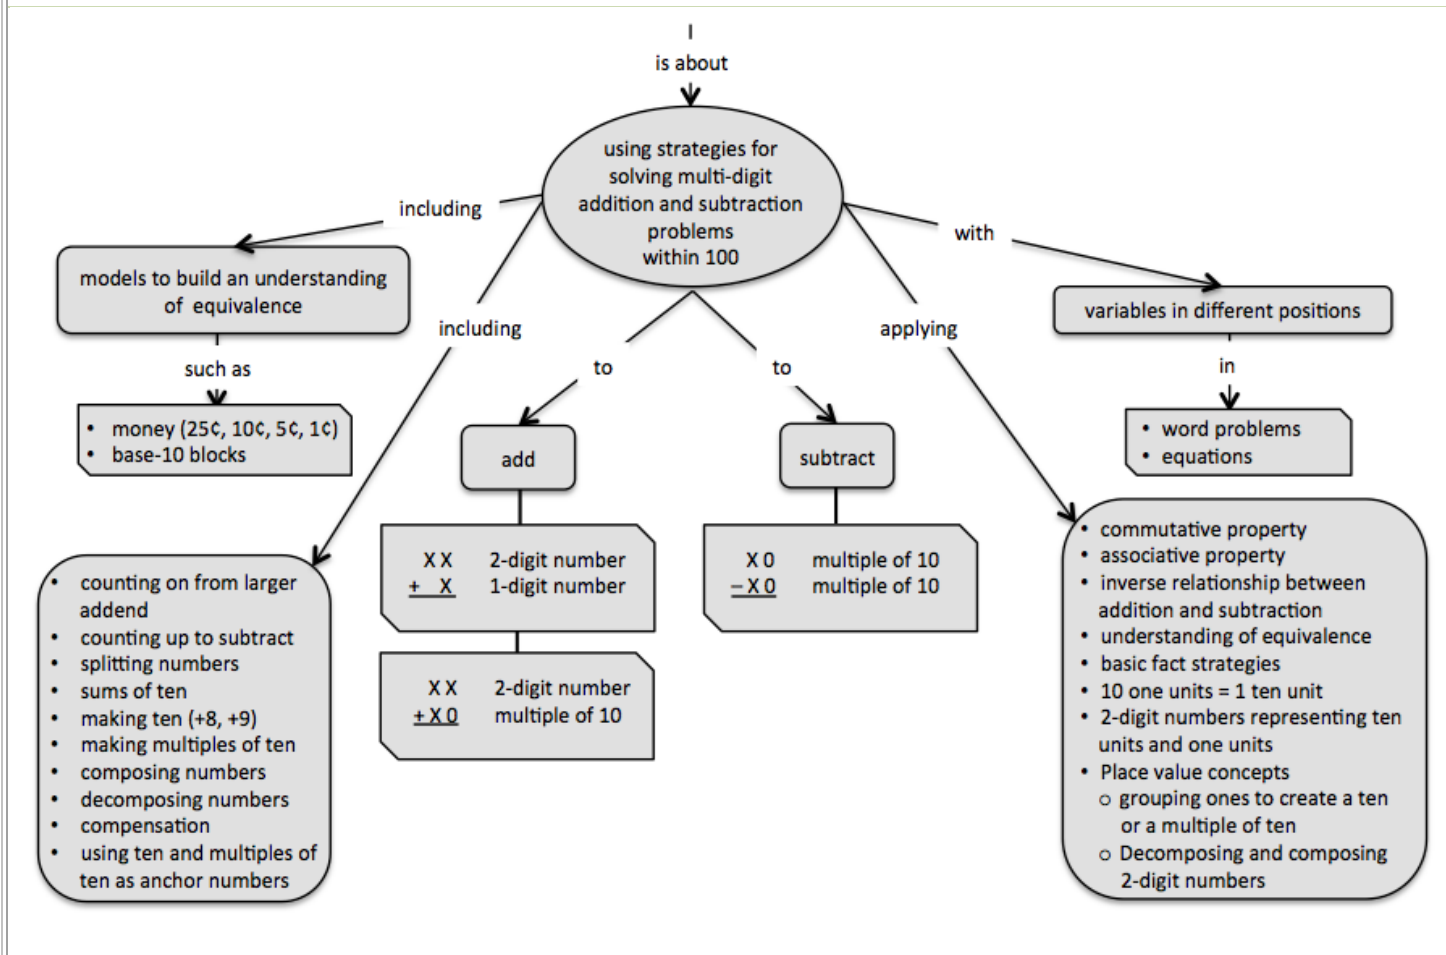 is about
using strategies for
solving multi-digit
addition and subtraction
problems
within 100
including
models to build an understanding
of equivalence
such as
• money (25¢, 10¢, 5¢, 1¢)
• base-10 blocks
including
• counting on from larger
addend
• counting up to subtract
• splitting numbers
• sums of ten
• making ten (+8, +9)
• making multiples of ten
• composing numbers
• decomposing numbers
• compensation
• using ten and multiples of
ten as anchor numbers
to
add
X X 2-digit number
+ X 1-digit number
X X 2-digit number
+ X 0 multiple of 10
to
subtract
X 0 multiple of 10
– X 0 multiple of 10
applying
• commutative property
• associative property
• inverse relationship between
addition and subtraction
• understanding of equivalence
• basic fact strategies
• 10 one units = 1 ten unit
• 2-digit numbers representing ten
units and one units
• Place value concepts
o grouping ones to create a ten
or a multiple of ten
o Decomposing and composing
2-digit numbers
with
variables in different positions
in
• word problems
• equations